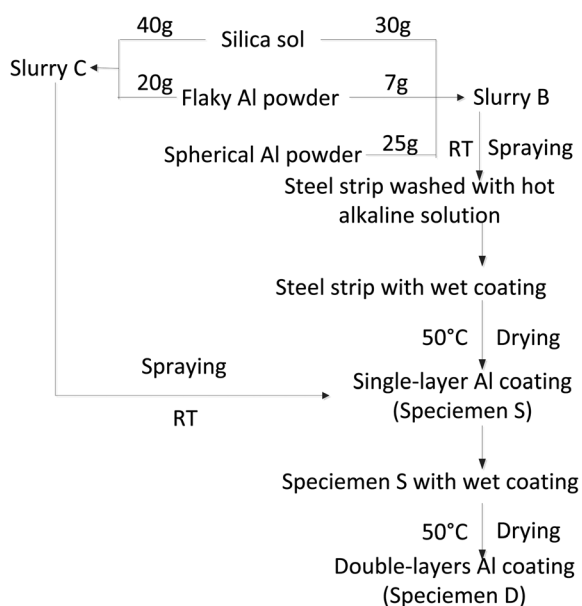 40g
Silica sol
30g
Slurry C
20g
Flaky Al powder
7g
Slurry B
Spherical Al powder
25g
RT
Spraying
Steel strip washed with hot
alkaline solution
Steel strip with wet coating
50°C
Drying
Spraying
RT
Single-layer Al coating
(Speciemen S)
Speciemen S with wet coating
50°C
Drying
Double-layers Al coating
(Speciemen D)